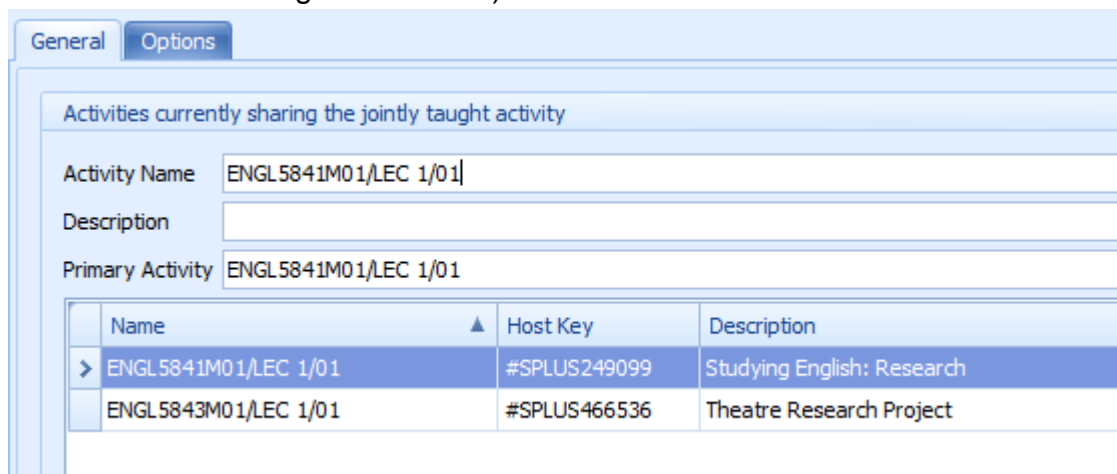 General Options
Activities currently sharing the jointly taught activity
Activity Name ENGL5841M01/LEC 1/01
Description
Primary Activity ENGL5841M01/LEC 1/01
Name Host Key Description
ENGL5841M01/LEC 1/01 #SPLUS249099 Studying English: Research
ENGL5843M01/LEC 1/01 #SPLUS466536 Theatre Research Project